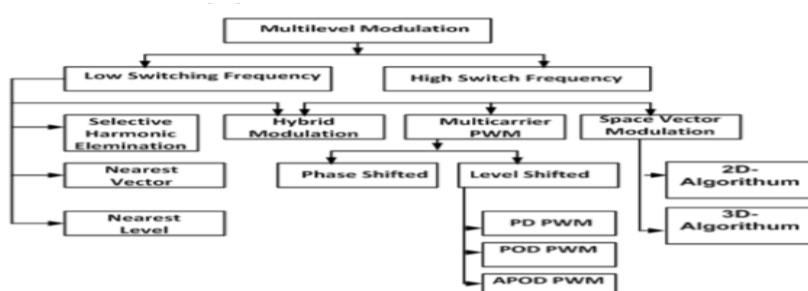 Multilevel Modulation
Low Switching Frequency
High Switch Frequency
Selective
Harmonic
Elemination
Hybrid
Modulation
Multicarrier
PWM
Space Vector
Modulation
Nearest
Vector
Phase Shifted
Level Shifted
2D-
Algorithum
Nearest
Level
PD PWM
3D-
Algorithum
POD PWM
APOD PWM